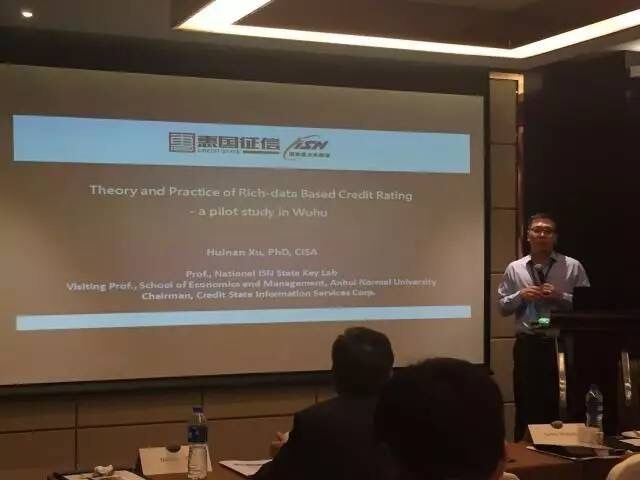 惠国征信
CREDIT STATE
ISN
Theory and Practice of Rich-data Based Credit Rating
- a pilot study in Wuhu
Huinan Xu, PhD, CISA
Prof., National ISN State Key Lab
Visiting Prof., School of Economics and Management, Anhui Normal University
Chairman, Credit State Information Services Corp.